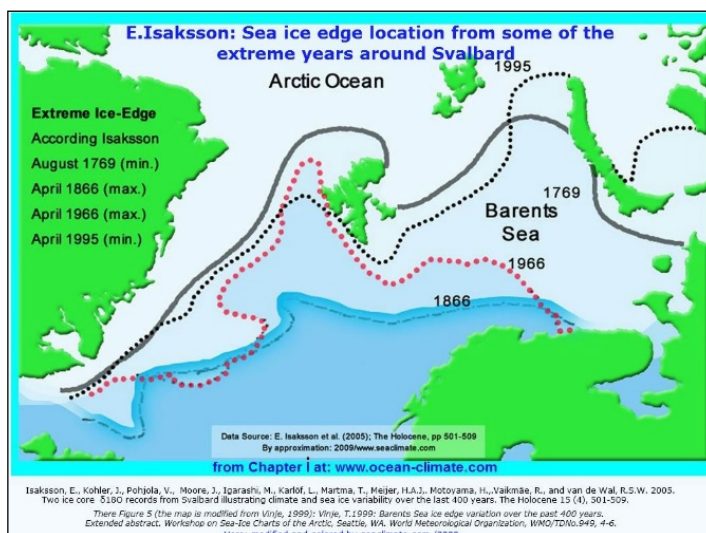 E.Isaksson: Sea ice edge location from some of the
extreme years around Svalbard
Arctic Ocean
1995
Extreme Ice-Edge
According Isaksson
August 1769 (min.)
April 1866 (max.)
April 1966 (max.)
April 1995 (min.)
1769
Barents
Sea
1966
1866
Data Source: E. Isaksson et al. (2005); The Holocene, pp 501-509
By approximation: 2009/www.seaclimate.com
from Chapter I at: www.ocean-climate.com
Isaksson, E., Kohler, J., Pohjola, V., Moore, J., Igarashi, M., Karlöf, L., Martma, T., Meijer, H.A.J., Motoyama, H.,.Vaikmäe, R., and van de Wal, R.S.W. 2005.
Two ice core δ18O records from Svalbard illustrating climate and sea ice variability over the last 400 years. The Holocene 15 (4), 501-509.
There Figure 5 (the map is modified from Vinje, 1999): Vinje, T.1999: Barents Sea ice edge variation over the past 400 years.
Extended abstract. Workshop on Sea-Ice Charts of the Arctic, Seattle, WA. World Meteorological Organization, WMO/TDNo.949, 4-6.